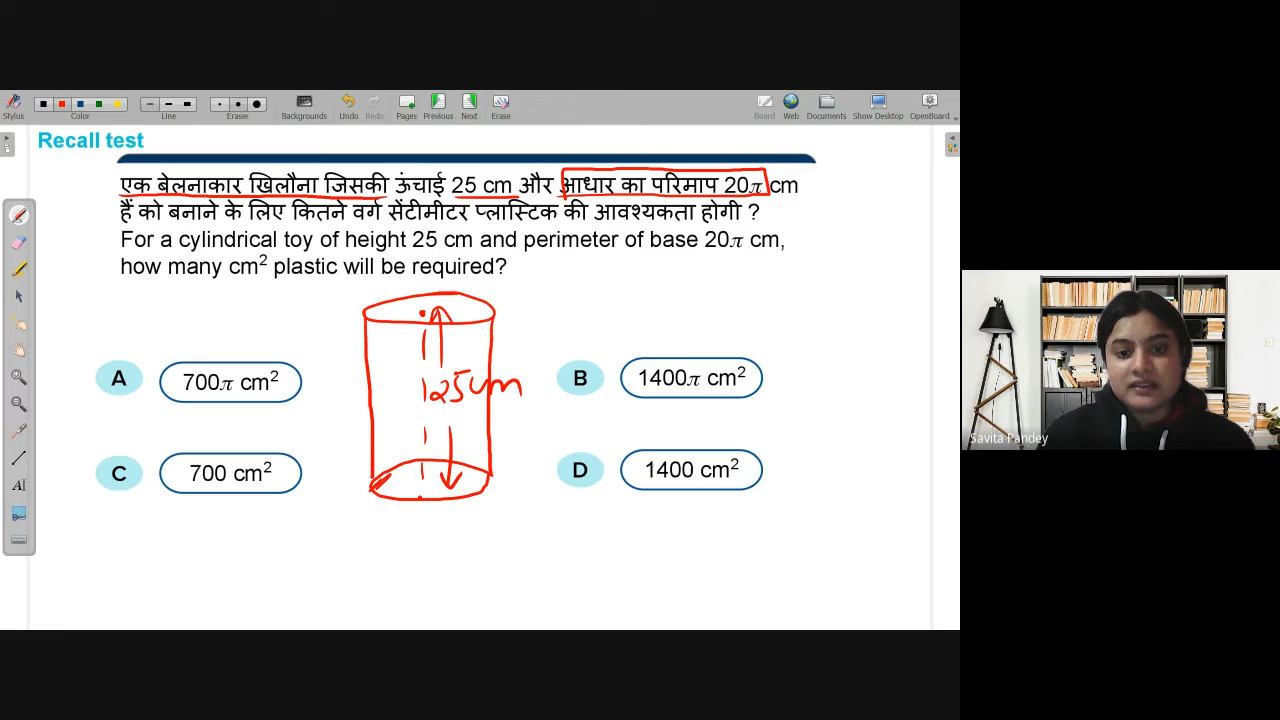 Stylus
Color
Line
Eraser
Backgrounds
Undo
Redo
Pages
Previous
Next
Erase
Board
Web
Documents
Show Desktop
OpenBoard
Recall test
एक बेलनाकार खिलौना जिसकी ऊंचाई 25 cm और आधार का परिमाप 20π cm
हैं को बनाने के लिए कितने वर्ग सेंटीमीटर प्लास्टिक की आवश्यकता होगी ?
For a cylindrical toy of height 25 cm and perimeter of base 20π cm,
how many cm² plastic will be required?
25cm
A 700π cm²
B 1400π cm²
C 700 cm²
D 1400 cm²
Savita Pandey